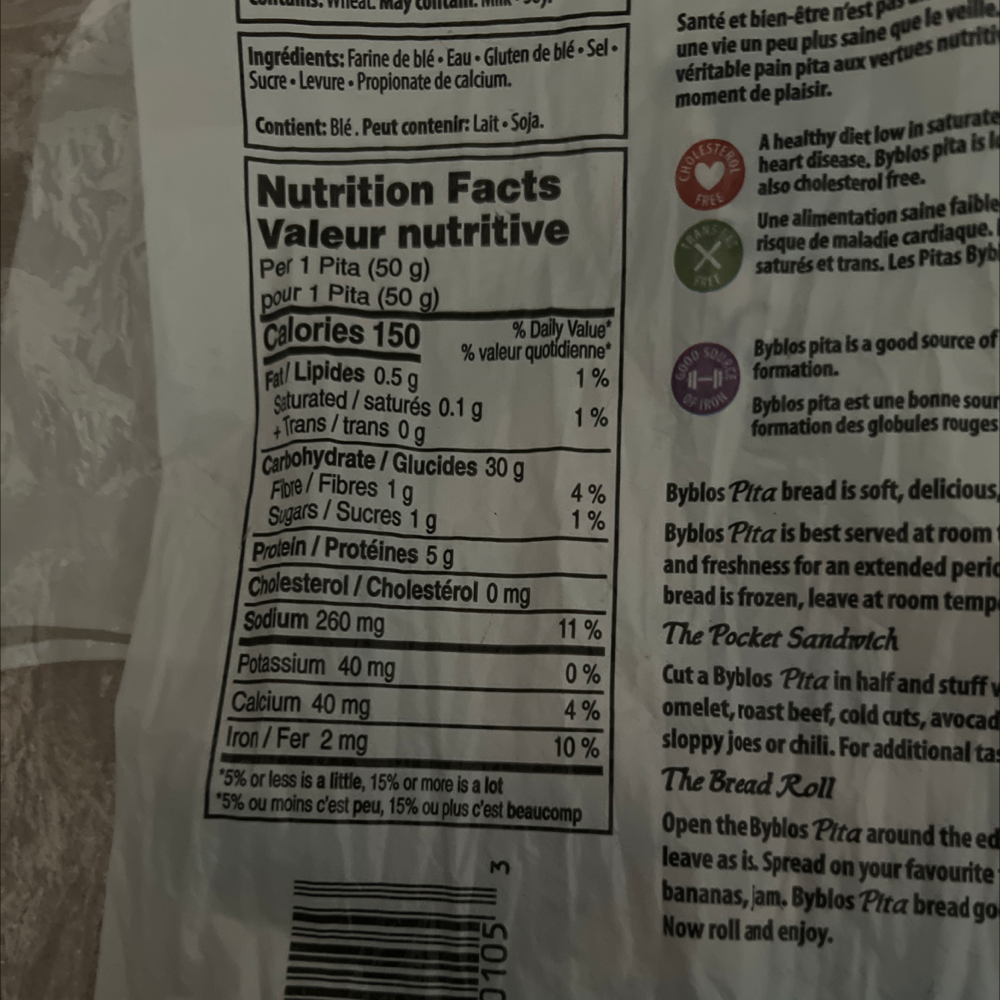 Contains: Wheat. May contain: Milk • Soy.
Ingrédients: Farine de blé • Eau • Gluten de blé • Sel •
Sucre • Levure • Propionate de calcium.
Contient: Blé. Peut contenir: Lait • Soja.
Nutrition Facts
Valeur nutritive
Per 1 Pita (50 g)
pour 1 Pita (50 g)
Calories 150
% Daily Value*
% valeur quotidienne*
Fat / Lipides 0.5 g 1 %
Saturated / saturés 0.1 g
+ Trans / trans 0 g 1 %
Carbohydrate / Glucides 30 g
Fibre / Fibres 1 g 4 %
Sugars / Sucres 1 g 1 %
Protein / Protéines 5 g
Cholesterol / Cholestérol 0 mg
Sodium 260 mg 11 %
Potassium 40 mg 0 %
Calcium 40 mg 4 %
Iron / Fer 2 mg 10 %
*5% or less is a little, 15% or more is a lot
*5% ou moins c'est peu, 15% ou plus c'est beaucomp
01051 3
Santé et bien-être n'est pas
une vie un peu plus saine que le
véritable pain pita aux vertues
moment de plaisir.
CHOLESTEROL
FREE
A healthy diet low in
heart disease. Byblos pita is
also cholesterol free.
TRANS FAT
FREE
Une alimentation saine faible
risque de maladie cardiaque.
saturés et trans. Les Pitas
GOOD SOURCE
OF IRON
Byblos pita is a good source of
formation.
Byblos pita est une bonne
formation des globules rouges
Byblos Pita bread is soft, delicious,
Byblos Pita is best served at room
and freshness for an extended
bread is frozen, leave at room
The Pocket Sandwich
Cut a Byblos Pita in half and stuff
omelet, roast beef, cold cuts,
sloppy joes or chili. For additional
The Bread Roll
Open the Byblos Pita around the
leave as is. Spread on your favourite
bananas, jam. Byblos Pita bread
Now roll and enjoy.